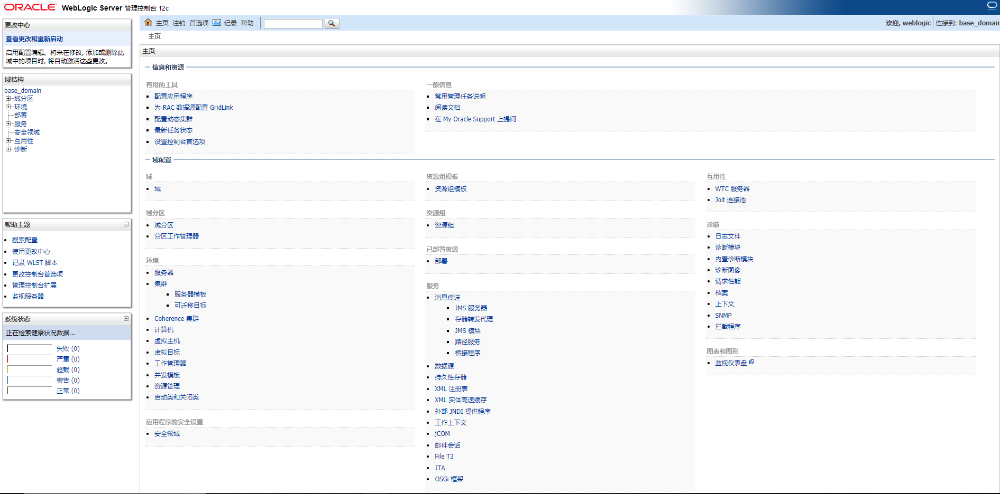 ORACLE WebLogic Server 管理控制台 12c
更改中心
查看更改和重新启动
启用配置编辑。将来在修改, 添加或删除此
域中的项目时, 将自动激活这些更改。
域结构
base_domain
域分区
环境
部署
服务
安全领域
互用性
诊断
帮助主题
搜索配置
使用更改中心
记录 WLST 脚本
更改控制台首选项
管理控制台扩展
监视服务器
系统状态
正在检索健康状况数据...
失败 (0)
严重 (0)
超载 (0)
警告 (0)
正常 (0)
主页 注销 首选项 记录 帮助
欢迎, weblogic 连接到: base_domain
主页
主页
信息和资源
有用的工具
配置应用程序
为 RAC 数据源配置 GridLink
配置动态集群
最新任务状态
设置控制台首选项
一般信息
常用管理任务说明
阅读文档
在 My Oracle Support 上提问
域配置
域
域
域分区
域分区
分区工作管理器
环境
服务器
集群
服务器模板
可迁移目标
Coherence 集群
计算机
虚拟主机
虚拟目标
工作管理器
并发模板
资源管理
启动类和关闭类
应用程序的安全设置
安全领域
资源组模板
资源组模板
资源组
资源组
已部署资源
部署
服务
消息传送
JMS 服务器
存储转发代理
JMS 模块
路径服务
桥接程序
数据源
持久性存储
XML 注册表
XML 实体高速缓存
外部 JNDI 提供程序
工作上下文
jCOM
邮件会话
File T3
JTA
OSGi 框架
互用性
WTC 服务器
Jolt 连接池
诊断
日志文件
诊断模块
内置诊断模块
诊断图像
请求性能
档案
上下文
SNMP
拦截程序
图表和图形
监视仪表盘